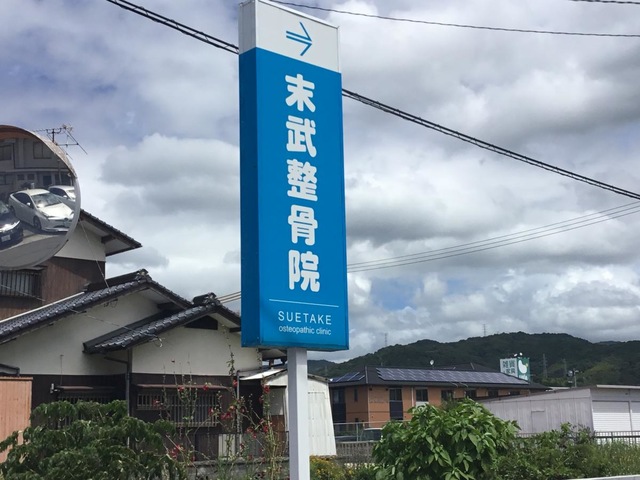 末武整骨院
SUETAKE
osteopathic clinic